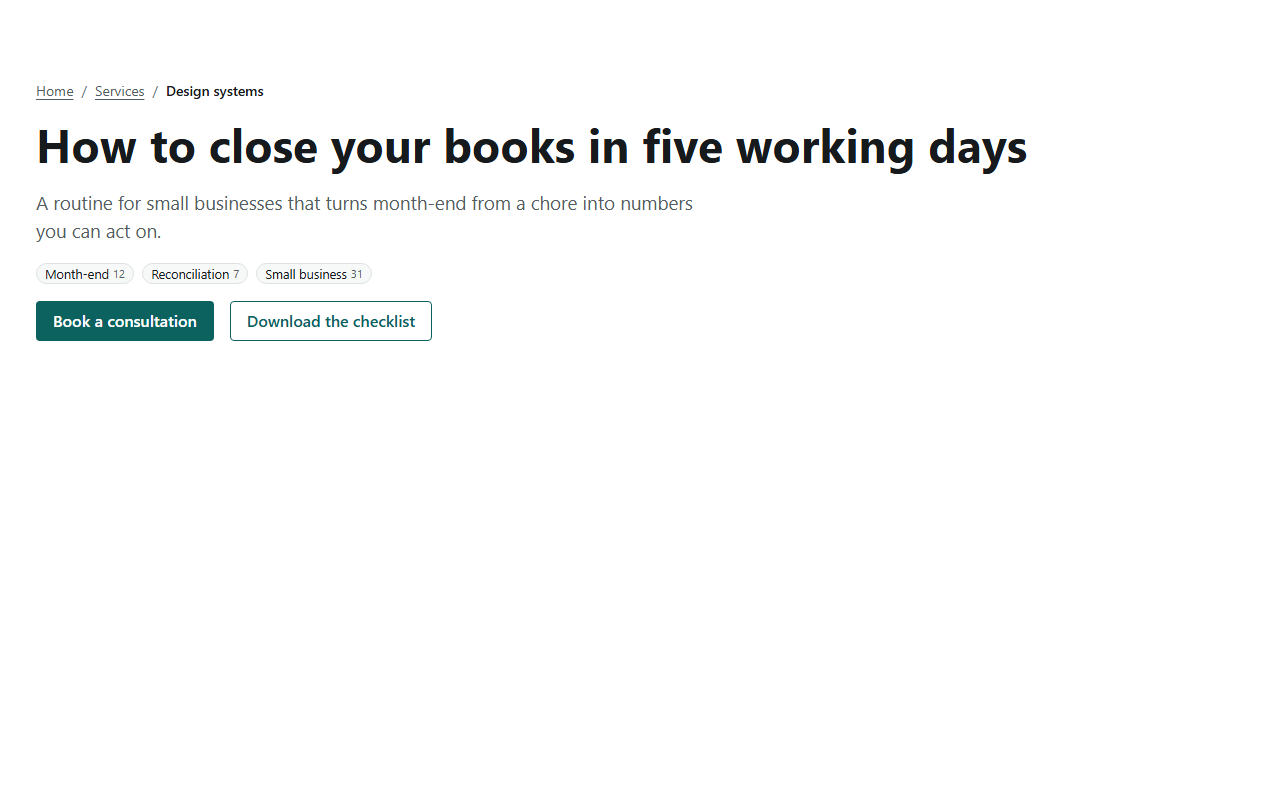 Home / Services / Design systems
How to close your books in five working days
A routine for small businesses that turns month-end from a chore into numbers
you can act on.
Month-end 12 Reconciliation 7 Small business 31
Book a consultation Download the checklist